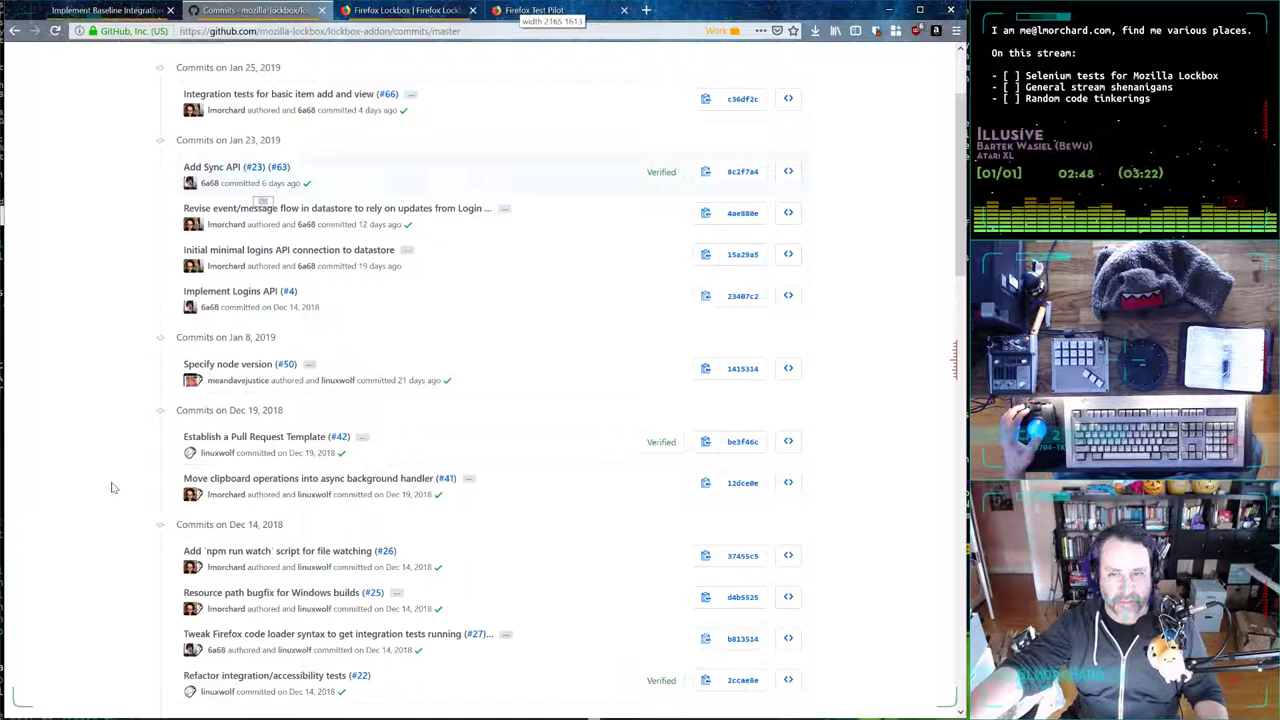 Implement Baseline Integration
Commits - mozilla-lockbox/lo
Firefox Lockbox | Firefox Lock
Firefox Test Pilot
width 2165 1613
GitHub, Inc. (US)
https://github.com/mozilla-lockbox/lockbox-addon/commits/master
Work
Commits on Jan 25, 2019
Integration tests for basic item add and view (#66)
lmorchard authored and 6a68 committed 4 days ago
c36df2c
Commits on Jan 23, 2019
Add Sync API (#23) (#63)
6a68 committed 6 days ago
Verified
8c2f7a4
Revise event/message flow in datastore to rely on updates from Login ...
lmorchard authored and 6a68 committed 12 days ago
4ae880e
Initial minimal logins API connection to datastore
lmorchard authored and 6a68 committed 19 days ago
15a29a5
Implement Logins API (#4)
6a68 committed on Dec 14, 2018
23407c2
Commits on Jan 8, 2019
Specify node version (#50)
meandavejustice authored and linuxwolf committed 21 days ago
1415314
Commits on Dec 19, 2018
Establish a Pull Request Template (#42)
linuxwolf committed on Dec 19, 2018
Verified
be3f46c
Move clipboard operations into async background handler (#41)
lmorchard authored and linuxwolf committed on Dec 19, 2018
12dce0e
Commits on Dec 14, 2018
Add `npm run watch` script for file watching (#26)
lmorchard authored and linuxwolf committed on Dec 14, 2018
37455c5
Resource path bugfix for Windows builds (#25)
lmorchard authored and linuxwolf committed on Dec 14, 2018
d4b5525
Tweak Firefox code loader syntax to get integration tests running (#27)...
6a68 authored and linuxwolf committed on Dec 14, 2018
b813514
Refactor integration/accessibility tests (#22)
linuxwolf committed on Dec 14, 2018
Verified
2ccae8e
I am me@lmorchard.com, find me various places.
On this stream:
- [ ] Selenium tests for Mozilla Lockbox
- [ ] General stream shenanigans
- [ ] Random code tinkerings
Illusive
Bartek Wasiel (BeWu)
Atari XL
[01/01] 02:48 (03:22)